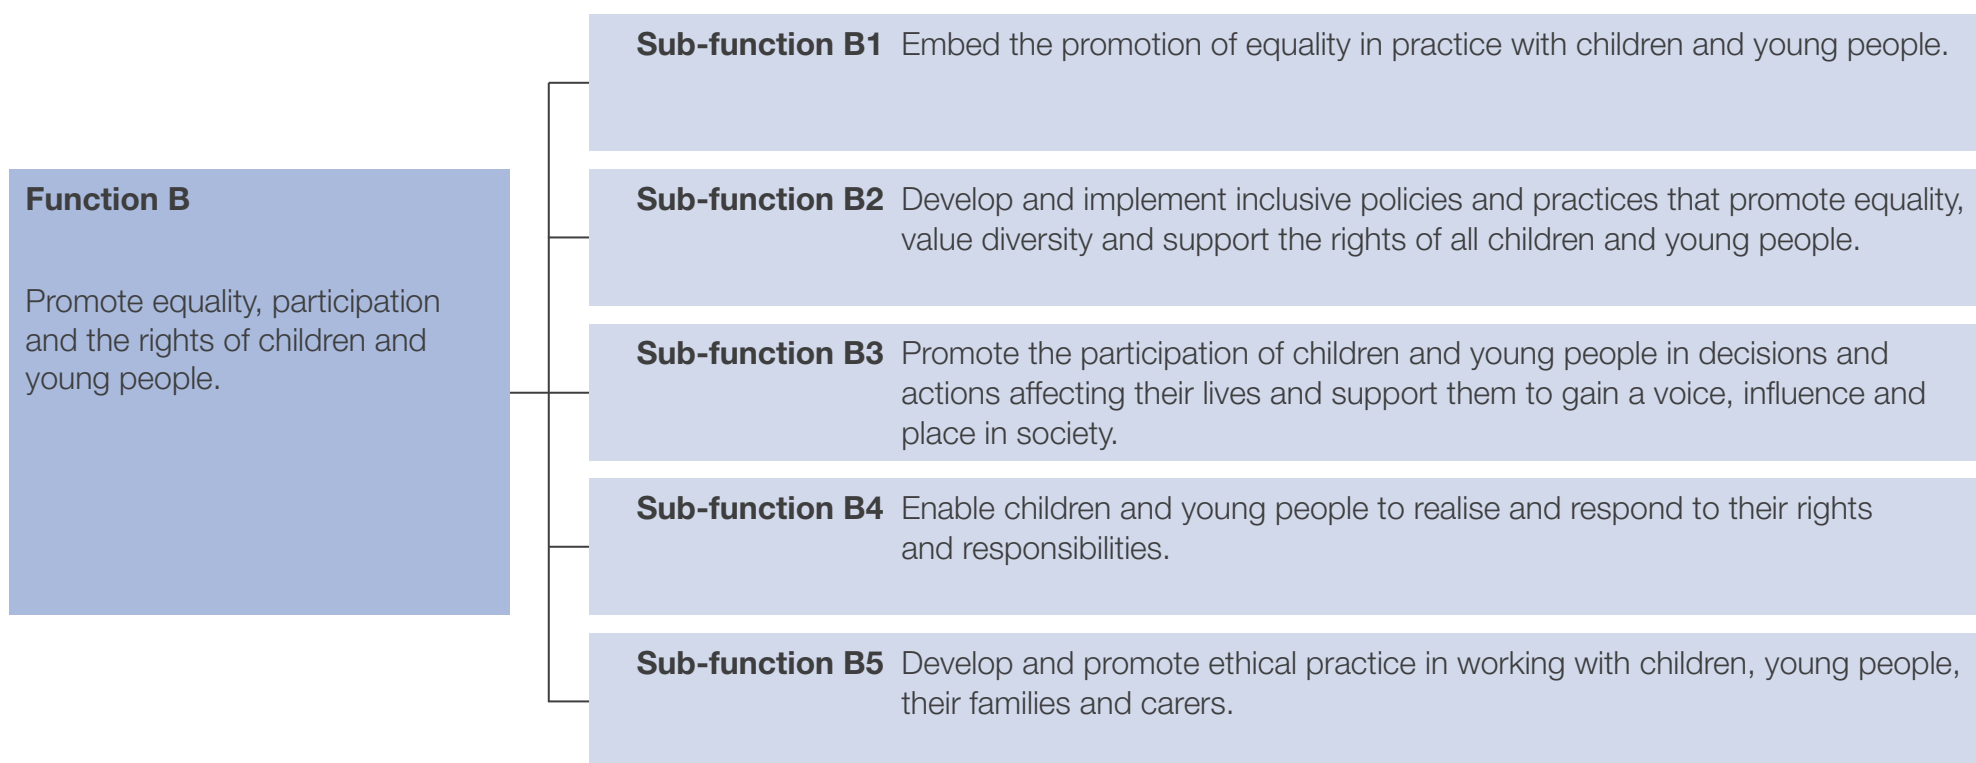 Function B
Promote equality, participation
and the rights of children and
young people.
Sub-function B1 Embed the promotion of equality in practice with children and young people.
Sub-function B2 Develop and implement inclusive policies and practices that promote equality,
value diversity and support the rights of all children and young people.
Sub-function B3 Promote the participation of children and young people in decisions and
actions affecting their lives and support them to gain a voice, influence and
place in society.
Sub-function B4 Enable children and young people to realise and respond to their rights
and responsibilities.
Sub-function B5 Develop and promote ethical practice in working with children, young people,
their families and carers.